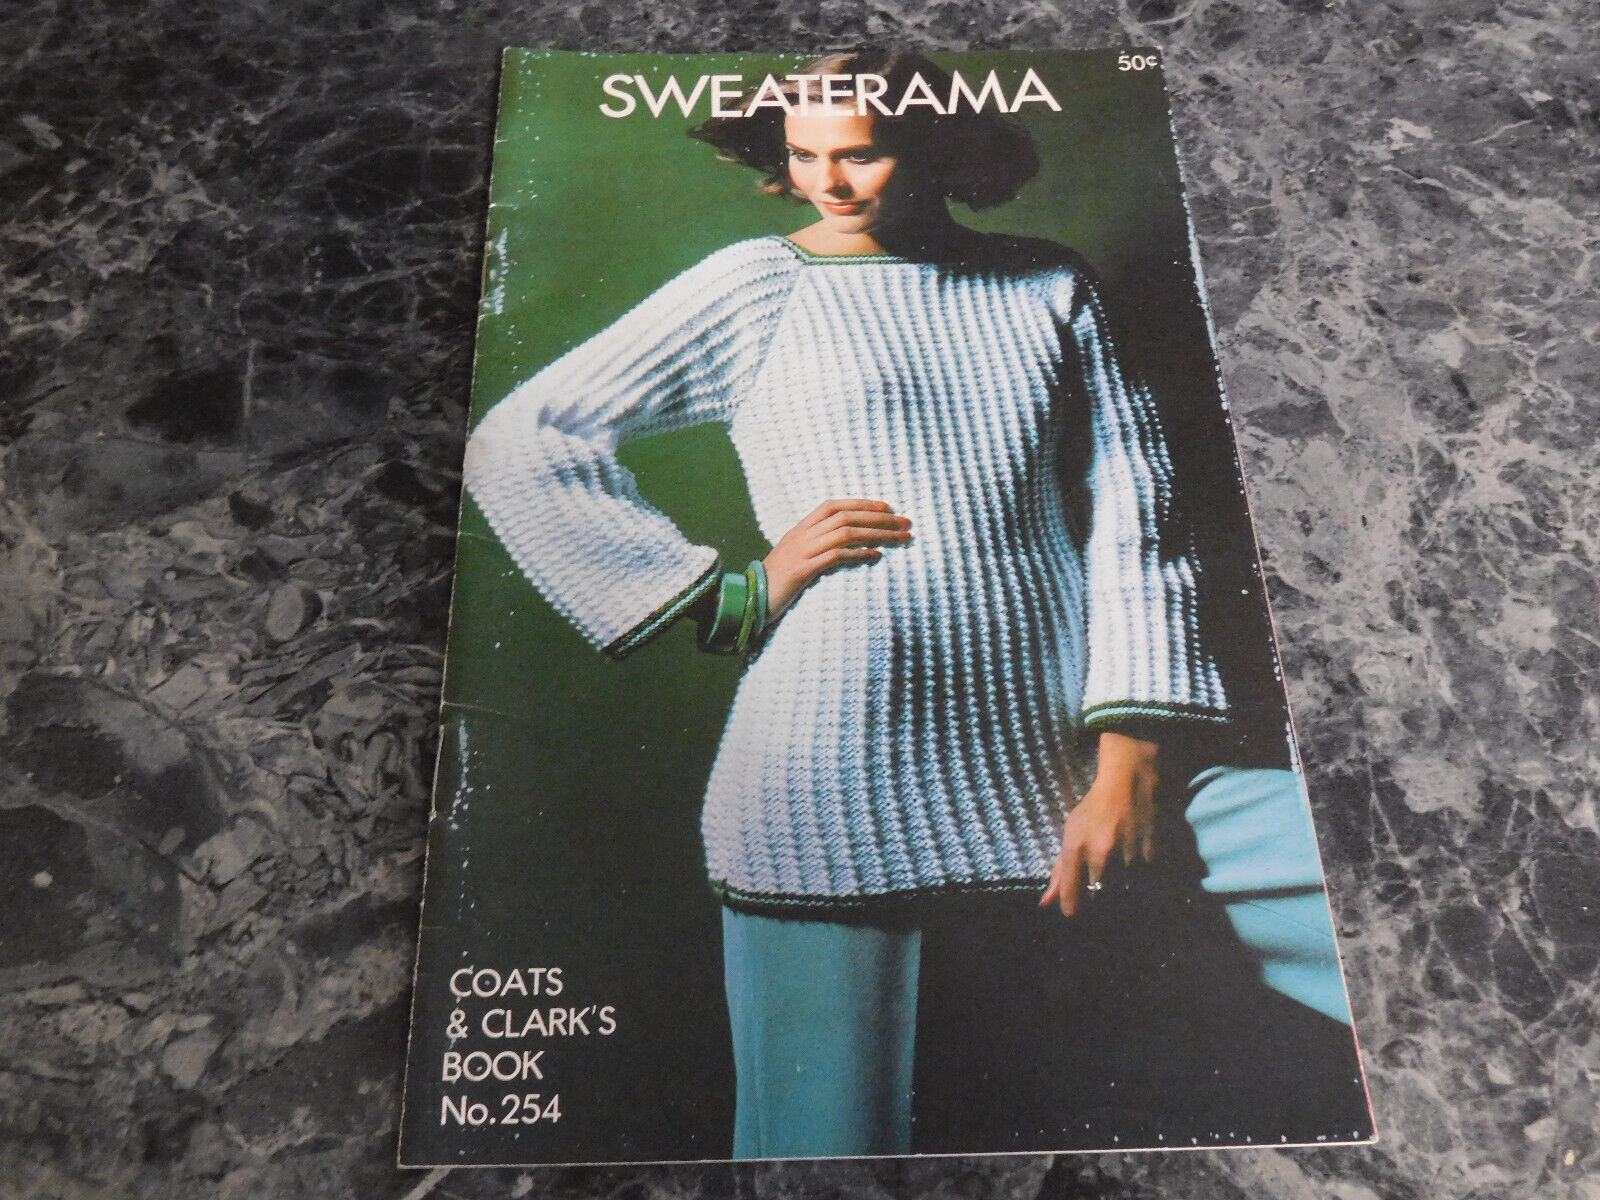 SWEATERAMA
50¢
COATS
& CLARK'S
BOOK
No. 254